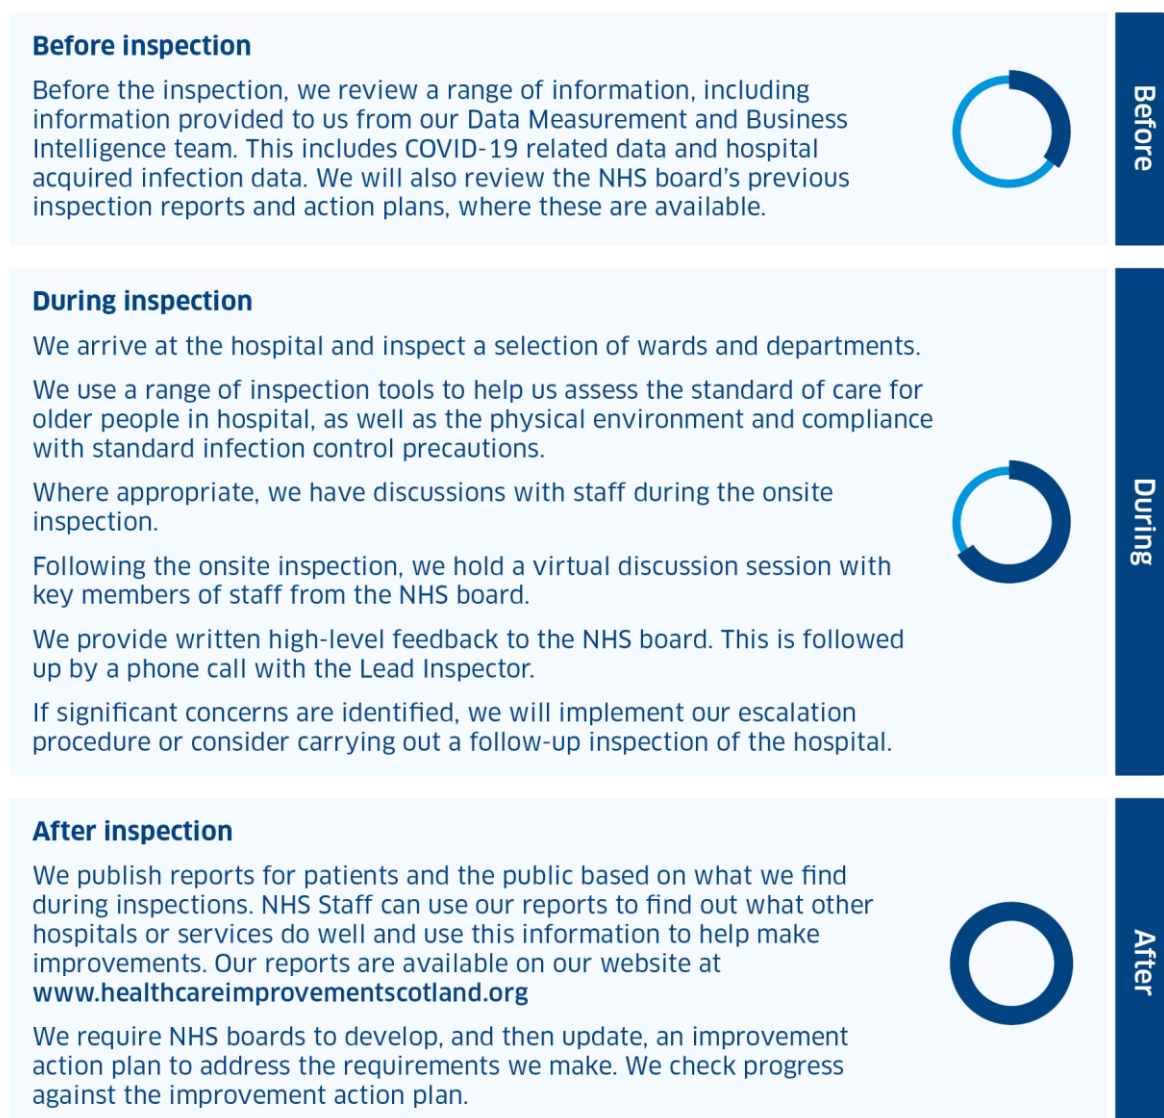 Before inspection
Before the inspection, we review a range of information, including
information provided to us from our Data Measurement and Business
Intelligence team. This includes COVID-19 related data and hospital
acquired infection data. We will also review the NHS board's previous
inspection reports and action plans, where these are available.
Before
During inspection
We arrive at the hospital and inspect a selection of wards and departments.
We use a range of inspection tools to help us assess the standard of care for
older people in hospital, as well as the physical environment and compliance
with standard infection control precautions.
Where appropriate, we have discussions with staff during the onsite
inspection.
Following the onsite inspection, we hold a virtual discussion session with
key members of staff from the NHS board.
We provide written high-level feedback to the NHS board. This is followed
up by a phone call with the Lead Inspector.
If significant concerns are identified, we will implement our escalation
procedure or consider carrying out a follow-up inspection of the hospital.
During
After inspection
We publish reports for patients and the public based on what we find
during inspections. NHS Staff can use our reports to find out what other
hospitals or services do well and use this information to help make
improvements. Our reports are available on our website at
www.healthcareimprovementscotland.org
We require NHS boards to develop, and then update, an improvement
action plan to address the requirements we make. We check progress
against the improvement action plan.
After